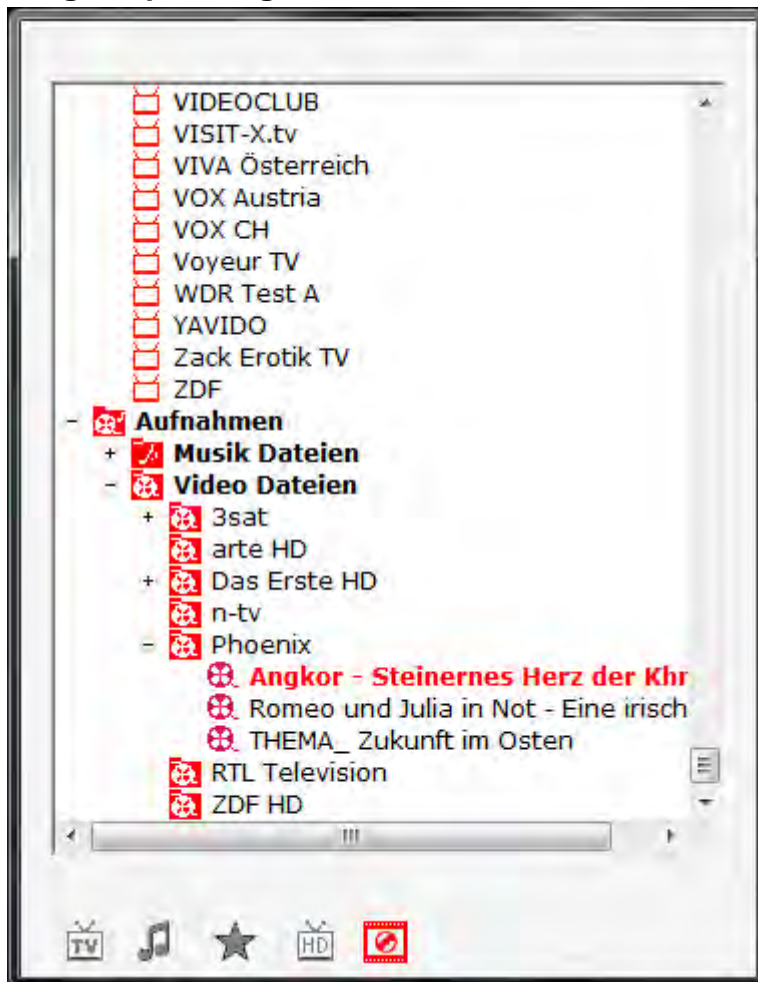 VIDEOCLUB
VISIT-X.tv
VIVA Österreich
VOX Austria
VOX CH
Voyeur TV
WDR Test A
YAVIDO
Zack Erotik TV
ZDF
- Aufnahmen
+ Musik Dateien
- Video Dateien
+ 3sat
arte HD
+ Das Erste HD
n-tv
- Phoenix
Angkor - Steinernes Herz der Khr
Romeo und Julia in Not - Eine irisch
THEMA_ Zukunft im Osten
RTL Television
ZDF HD
TV HD